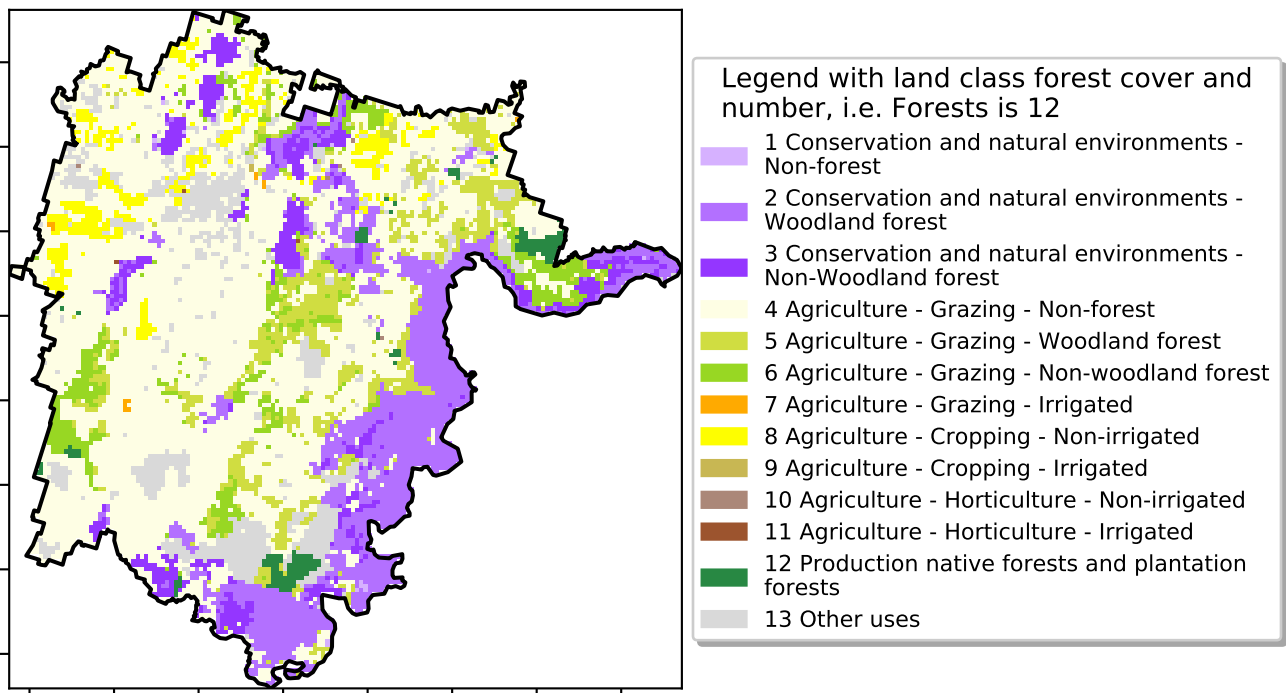 Legend with land class forest cover and
number, i.e. Forests is 12
1 Conservation and natural environments -
Non-forest
2 Conservation and natural environments -
Woodland forest
3 Conservation and natural environments -
Non-Woodland forest
4 Agriculture - Grazing - Non-forest
5 Agriculture - Grazing - Woodland forest
6 Agriculture - Grazing - Non-woodland forest
7 Agriculture - Grazing - Irrigated
8 Agriculture - Cropping - Non-irrigated
9 Agriculture - Cropping - Irrigated
10 Agriculture - Horticulture - Non-irrigated
11 Agriculture - Horticulture - Irrigated
12 Production native forests and plantation
forests
13 Other uses